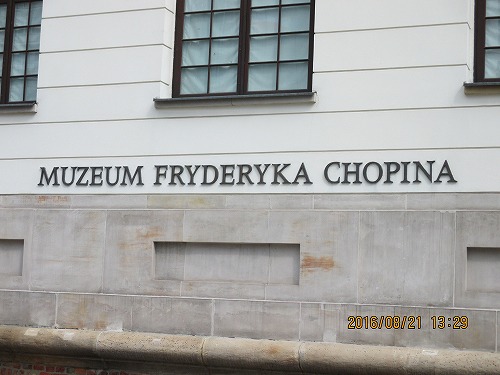 MUZEUM FRYDERYKA CHOPINA
2016/08/21 13:29